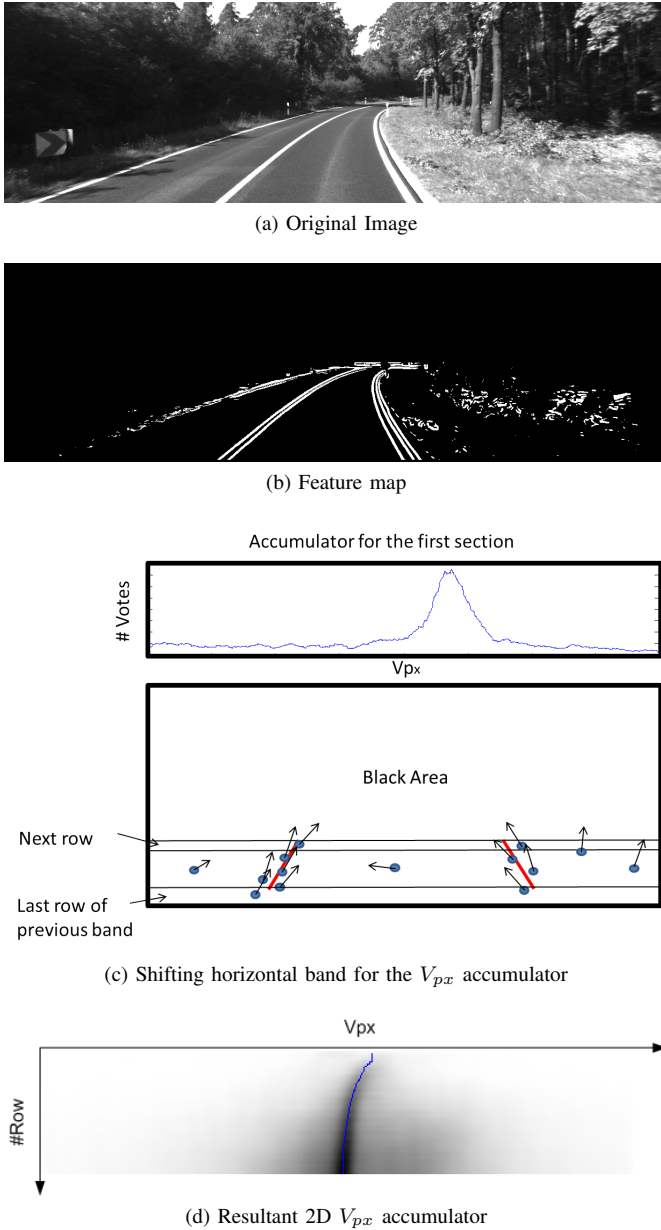 (a) Original Image
(b) Feature map
Accumulator for the first section
# Votes
Vpx
Black Area
Next row
Last row of
previous band
(c) Shifting horizontal band for the Vpx accumulator
Vpx
#Row
(d) Resultant 2D Vpx accumulator